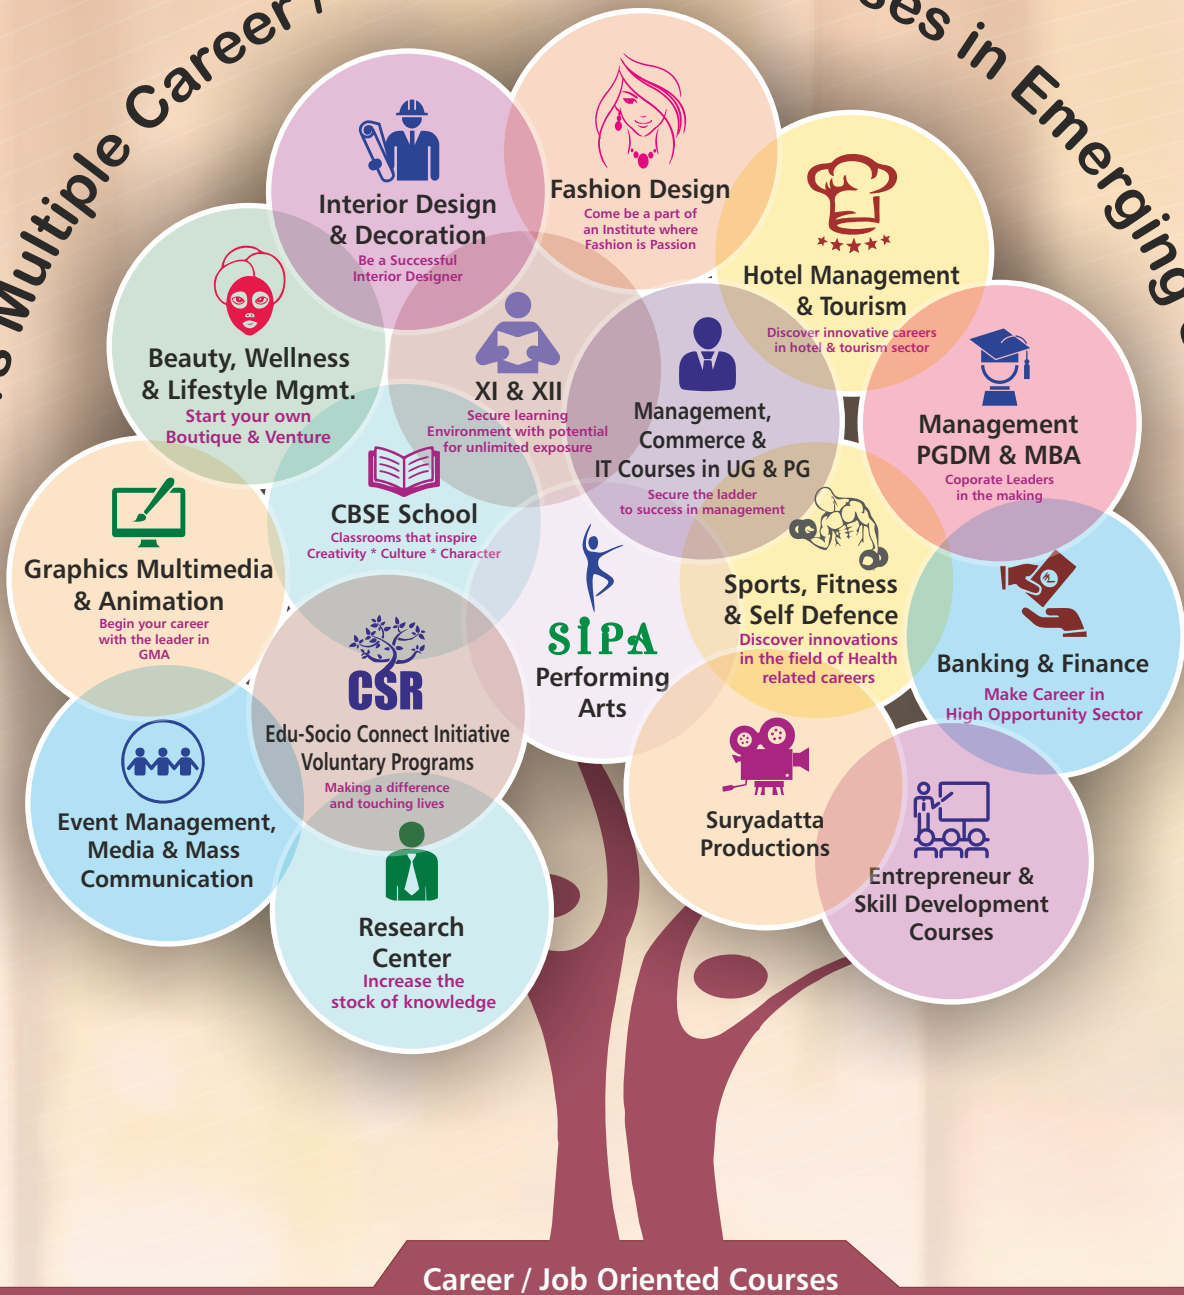 Multiple Career /
in Emerging
Interior Design
& Decoration
Be a Successful
Interior Designer
Fashion Design
Come be a part of
an Institute where
Fashion is Passion
Hotel Management
& Tourism
Discover innovative careers
in hotel & tourism sector
Beauty, Wellness
& Lifestyle Mgmt.
Start your own
Boutique & Venture
XI & XII
Secure learning
Environment with potential
for unlimited exposure
Management,
Commerce &
IT Courses in UG & PG
Secure the ladder
to success in management
Management
PGDM & MBA
Coporate Leaders
in the making
Graphics Multimedia
& Animation
Begin your career
with the leader in
GMA
CBSE School
Classrooms that inspire
Creativity * Culture * Character
SIPA
Performing
Arts
Sports, Fitness
& Self Defence
Discover innovations
in the field of Health
related careers
Banking & Finance
Make Career in
High Opportunity Sector
CSR
Edu-Socio Connect Initiative
Voluntary Programs
Making a difference
and touching lives
Event Management,
Media & Mass
Communication
Suryadatta
Productions
Entrepreneur &
Skill Development
Courses
Research
Center
Increase the
stock of knowledge
Career / Job Oriented Courses